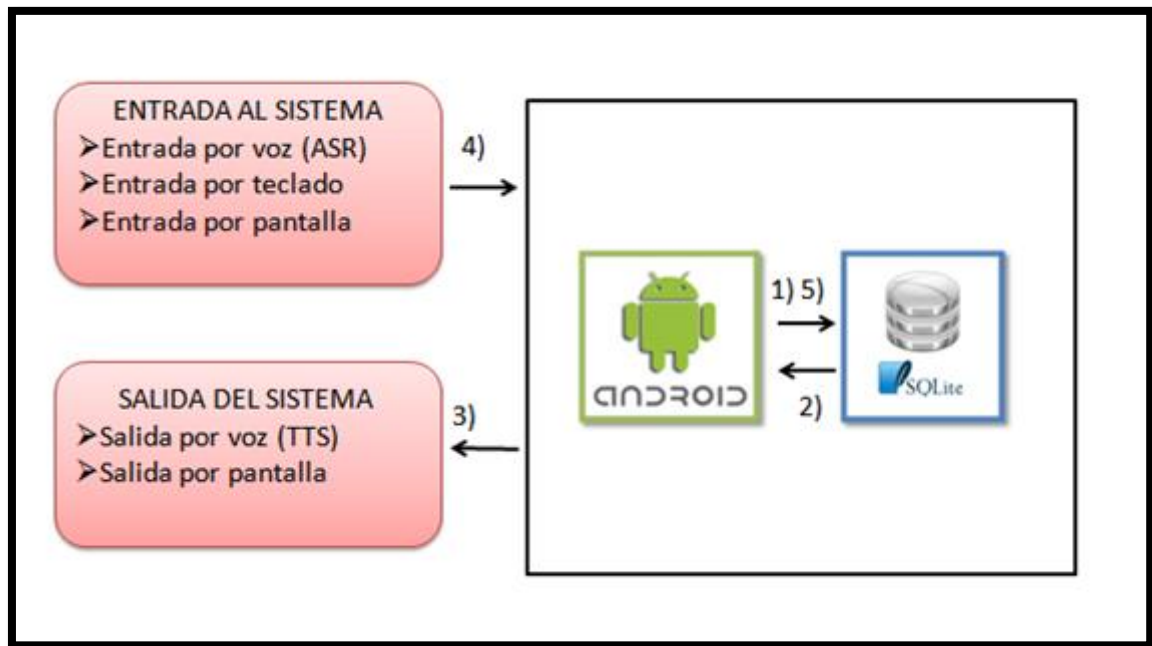 ENTRADA AL SISTEMA
➢Entrada por voz (ASR)
➢Entrada por teclado
➢Entrada por pantalla
4)
SALIDA DEL SISTEMA
➢Salida por voz (TTS)
➢Salida por pantalla
3)
1) 5)
2)
ANDROID
SQLite